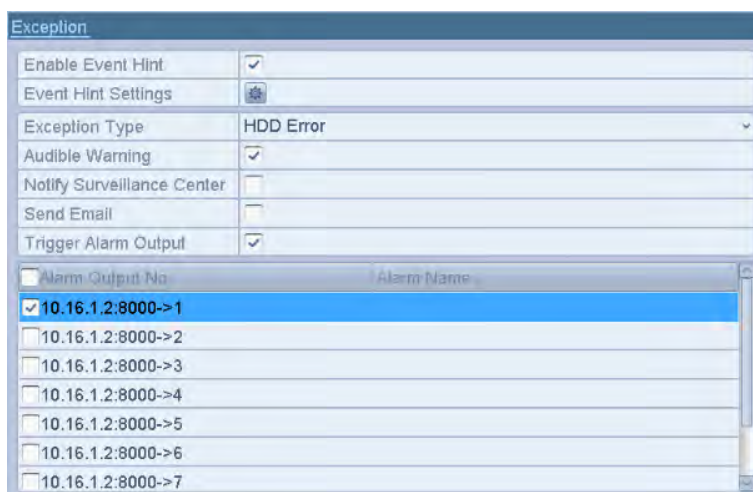 Exception
Enable Event Hint
Event Hint Settings
Exception Type HDD Error
Audible Warning
Notify Surveillance Center
Send Email
Trigger Alarm Output
Alarm Output No. Alarm Name
10.16.1.2:8000->1
10.16.1.2:8000->2
10.16.1.2:8000->3
10.16.1.2:8000->4
10.16.1.2:8000->5
10.16.1.2:8000->6
10.16.1.2:8000->7